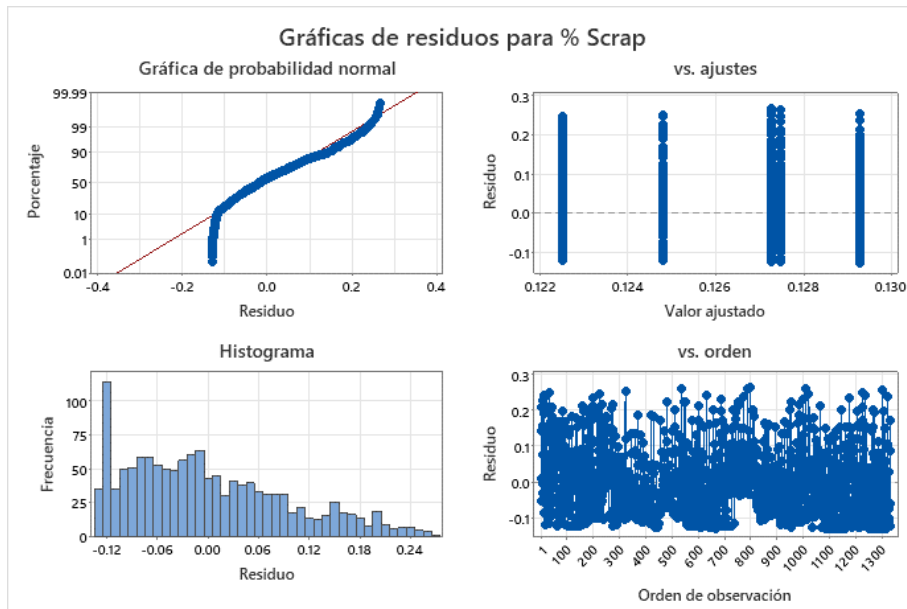 Gráficas de residuos para % Scrap
Gráfica de probabilidad normal
99.99
99
90
50
10
1
0.01
Porcentaje
-0.4 -0.2 0.0 0.2 0.4
Residuo
vs. ajustes
0.3
0.2
0.1
0.0
-0.1
Residuo
0.122 0.124 0.126 0.128 0.130
Valor ajustado
Histograma
100
75
50
25
0
Frecuencia
-0.12 -0.06 0.00 0.06 0.12 0.18 0.24
Residuo
vs. orden
0.3
0.2
0.1
0.0
-0.1
Residuo
1 100 200 300 400 500 600 700 800 900 1000 1100 1200 1300
Orden de observación